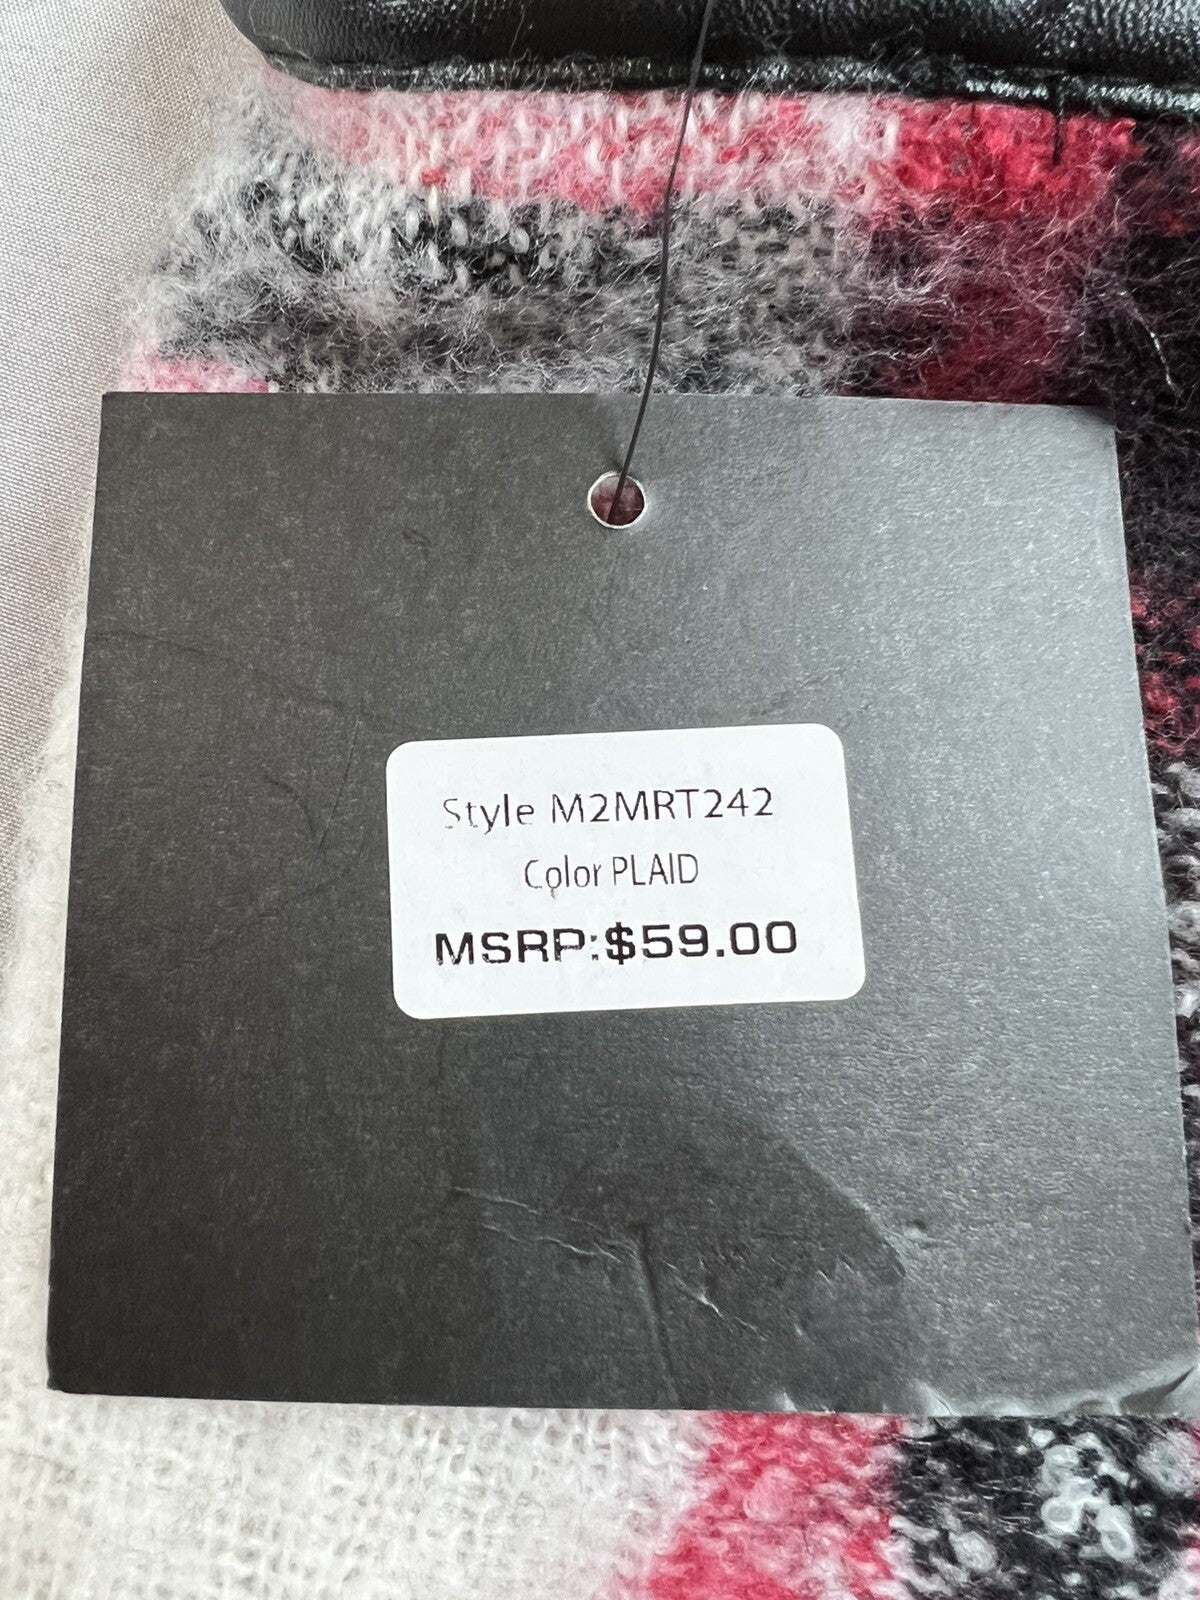 Style M2MRT242
Color PLAID
MSRP:$59.00